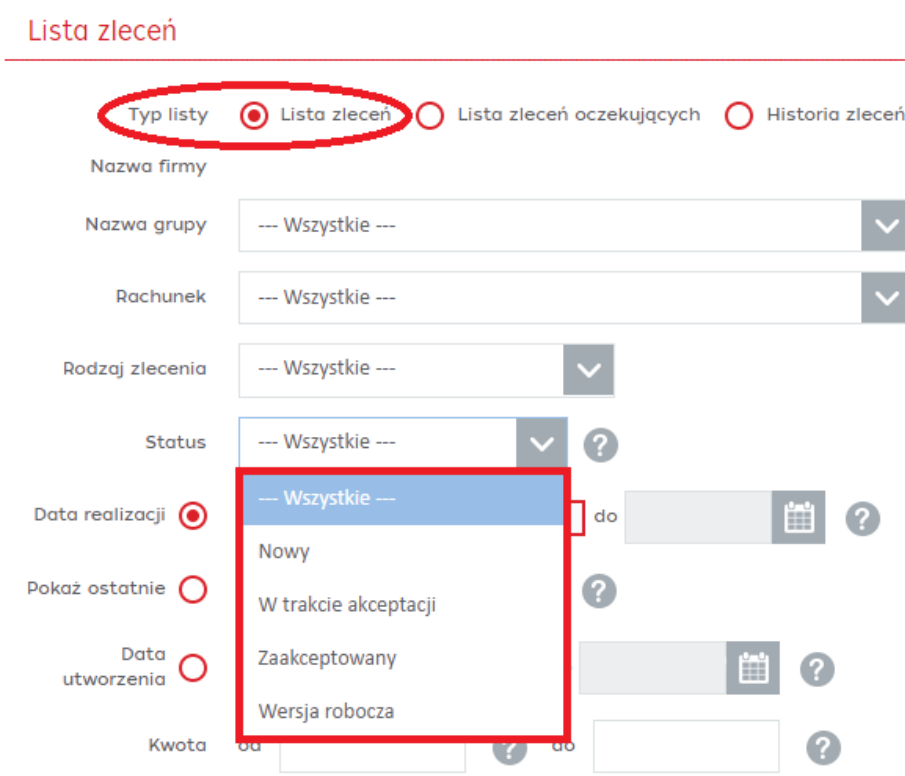 Lista zleceń
Typ listy Lista zleceń Lista zleceń oczekujących Historia zleceń
Nazwa firmy
Nazwa grupy --- Wszystkie ---
Rachunek --- Wszystkie ---
Rodzaj zlecenia --- Wszystkie ---
Status --- Wszystkie --- ?
--- Wszystkie ---
Data realizacji do ?
Nowy
Pokaż ostatnie ?
W trakcie akceptacji
Zaakceptowany
Data
utworzenia ?
Wersja robocza
Kwota od ? do ?